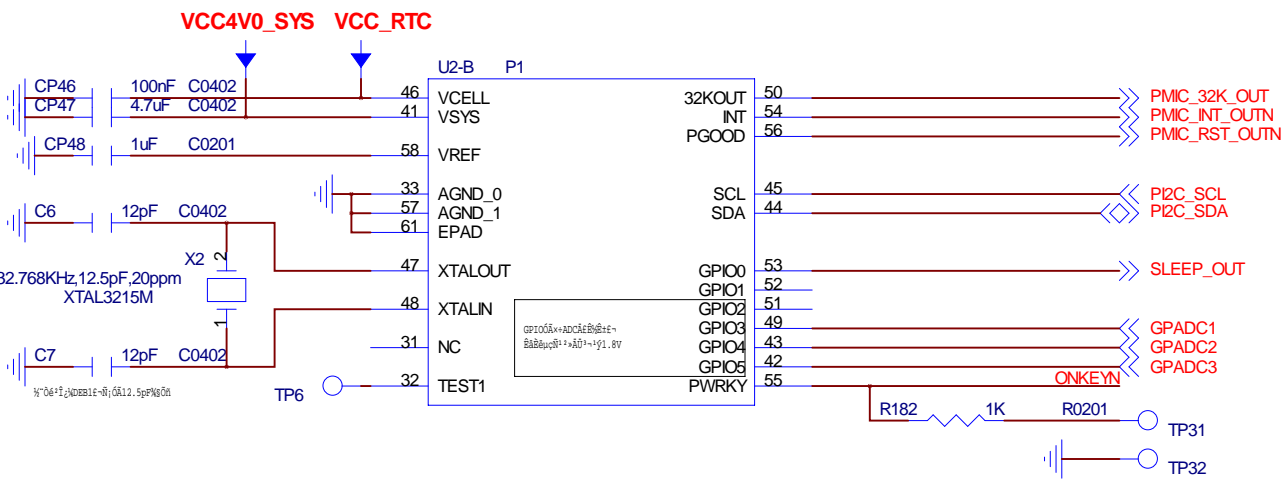 VCC4V0_SYS VCC_RTC
U2-B P1
CP46 100nF C0402
CP47 4.7uF C0402
CP48 1uF C0201
C6 12pF C0402
X2 2
32.768KHz,12.5pF,20ppm
XTAL3215M
1
C7 12pF C0402
TP6
46 VCELL
41 VSYS
58 VREF
33 AGND_0
57 AGND_1
61 EPAD
47 XTALOUT
48 XTALIN
31 NC
32 TEST1
32KOUT 50 PMIC_32K_OUT
INT 54 PMIC_INT_OUTN
PGOOD 56 PMIC_RST_OUTN
SCL 45 PI2C_SCL
SDA 44 PI2C_SDA
GPIO0 53 SLEEP_OUT
GPIO1 52
GPIO2 51
GPIO3 49 GPADC1
GPIO4 43 GPADC2
GPIO5 42 GPADC3
PWRKY 55 ONKEYN
R182 1K R0201 TP31
TP32